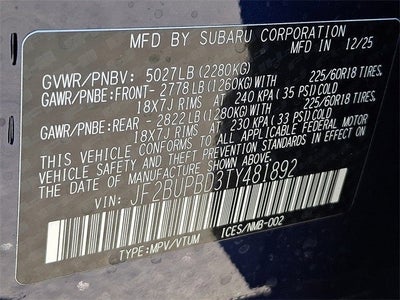 MFD BY SUBARU CORPORATION
MFD IN 12/25
GVWR/PNBV: 5027LB (2280KG)
GAWR/PNBE:FRONT- 2778LB (1260KG)WITH 225/60R18 TIRES,
18X7J RIMS AT 240 KPA (35 PSI)COLD
GAWR/PNBE:REAR - 2822LB (1280KG)WITH 225/60R18 TIRES,
18X7J RIMS AT 230 KPA (33 PSI)COLD
THIS VEHICLE CONFORMS TO ALL APPLICABLE FEDERAL MOTOR
VEHICLE SAFETY AND THEFT PREVENTION STANDARDS IN EFFECT ON
THE DATE OF MANUFACTURE SHOWN ABOVE.
VIN: JF2BUPBD3TY481892
TYPE:MPV/VTUM ICES/NMB-002